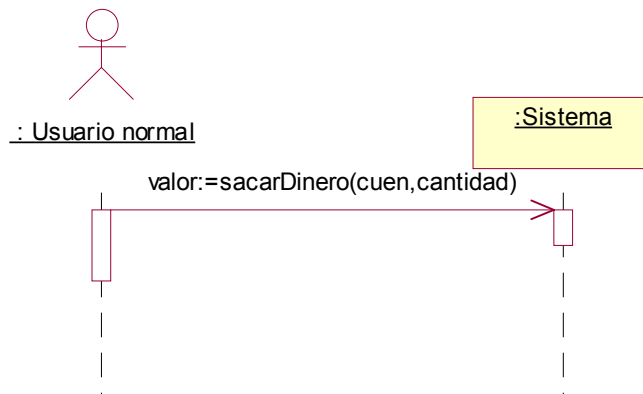 : Usuario normal
:Sistema
valor:=sacarDinero(cuen,cantidad)